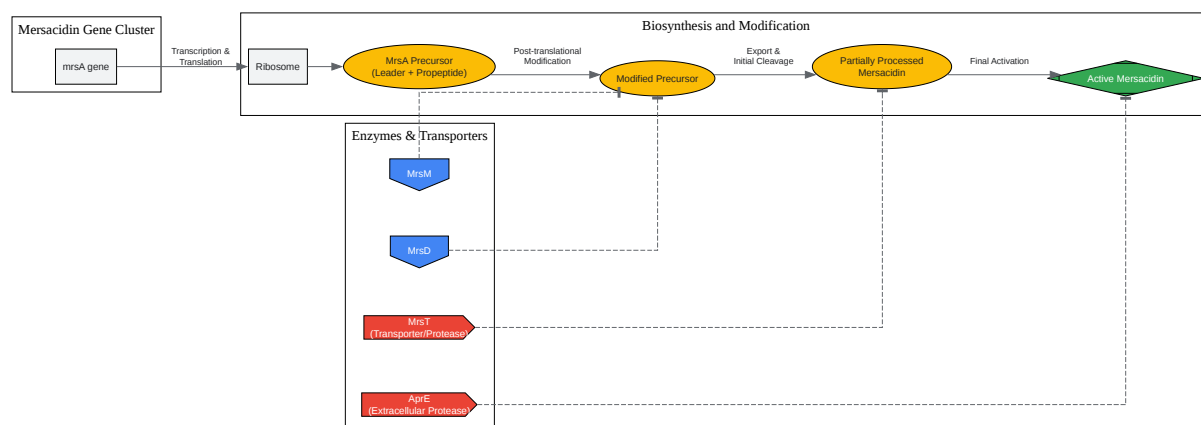 Mersacidin Gene Cluster
mrsA gene
Transcription &
Translation
Biosynthesis and Modification
Ribosome
MrsA Precursor
(Leader + Propeptide)
Post-translational
Modification
Modified Precursor
Export &
Initial Cleavage
Partially Processed
Mersacidin
Final Activation
Active Mersacidin
Enzymes & Transporters
MrsM
MrsD
MrsT
(Transporter/Protease)
AprE
(Extracellular Protease)